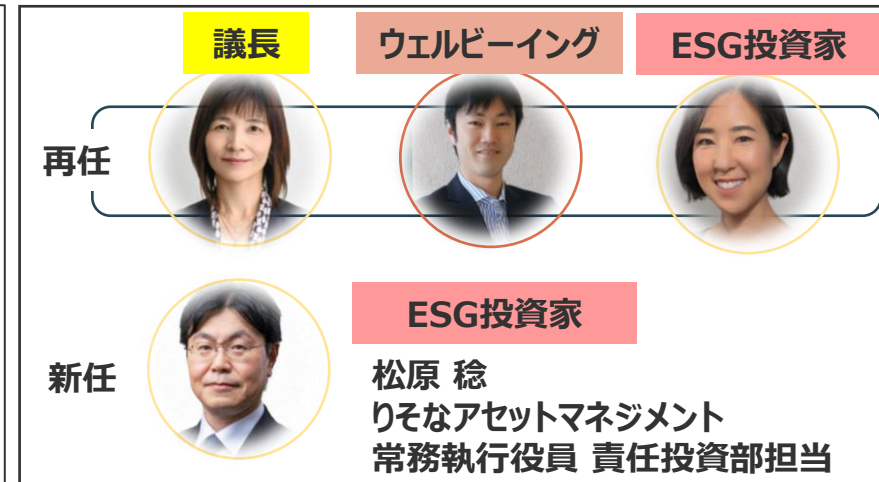 議長
ウェルビーイング
ESG投資家
再任
新任
ESG投資家
松原 稔
りそなアセットマネジメント
常務執行役員 責任投資部担当